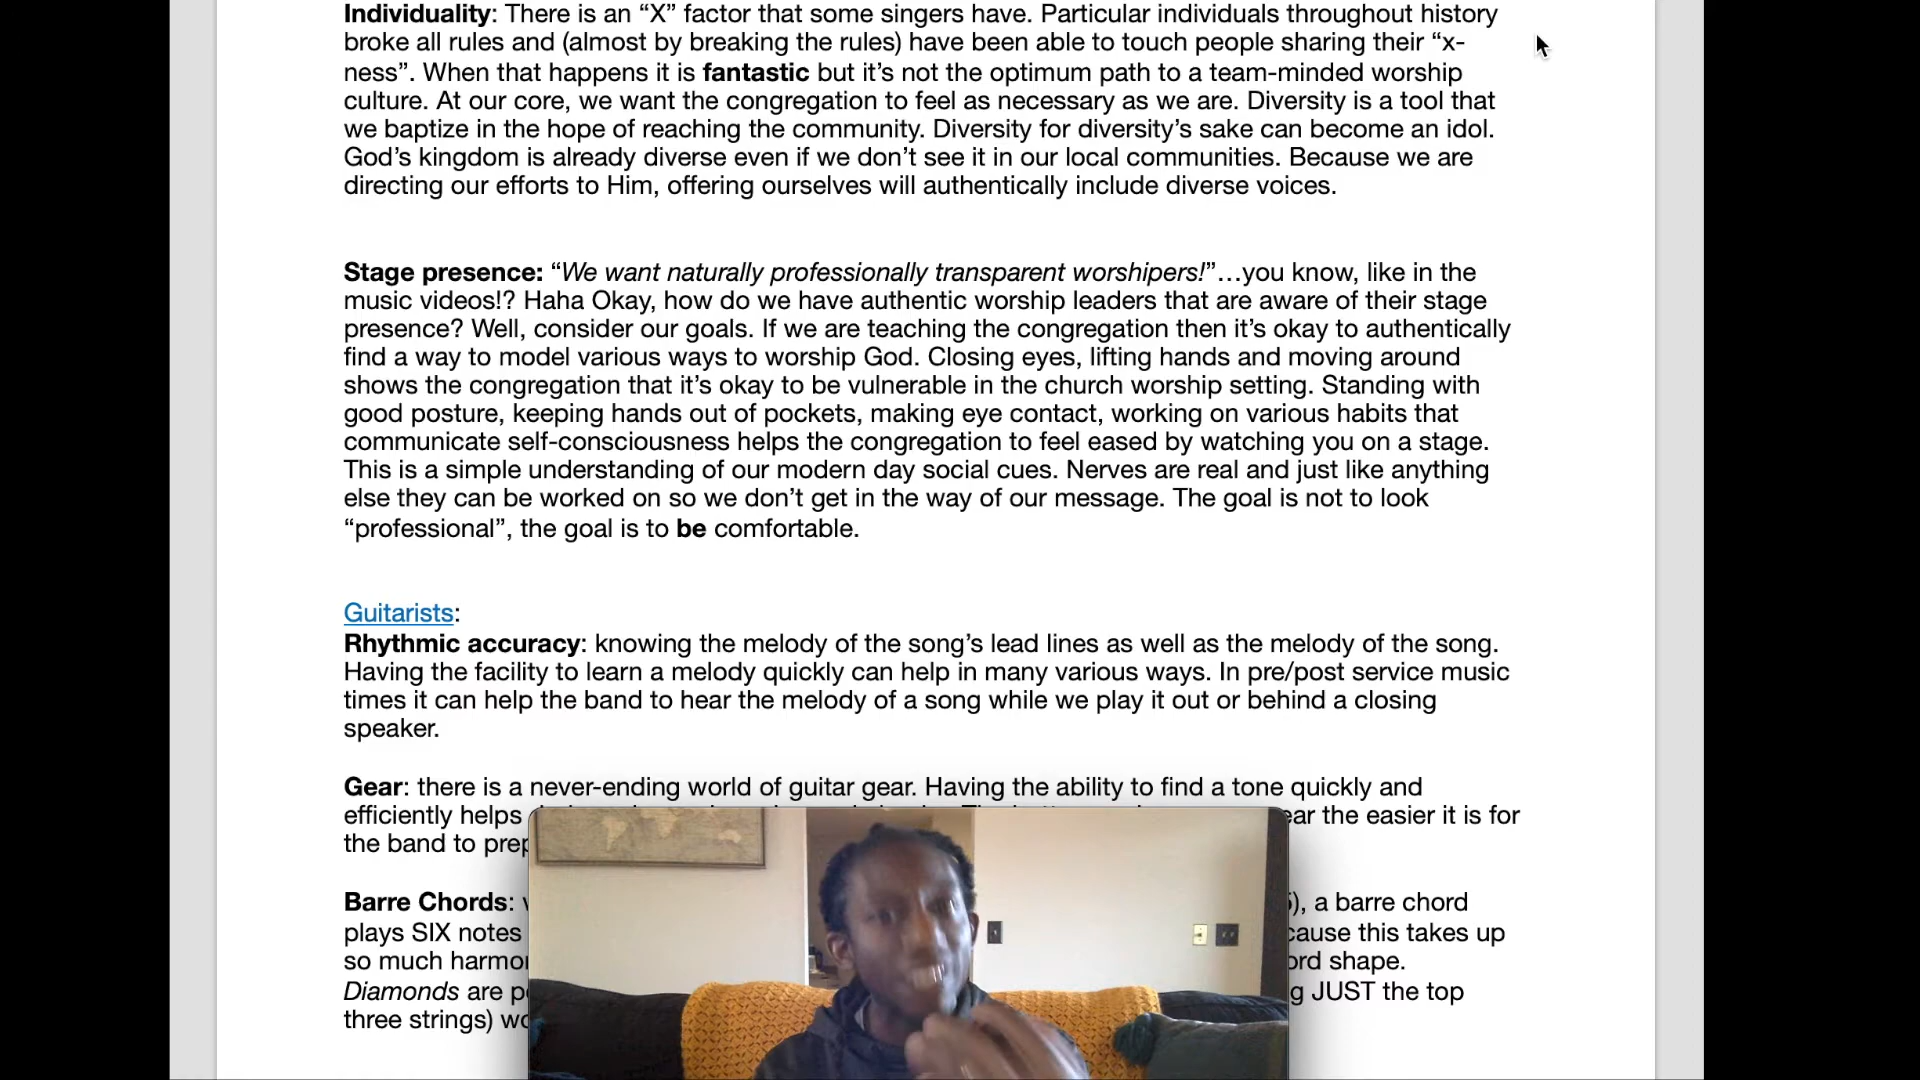 Individuality: There is an “X” factor that some singers have. Particular individuals throughout history
broke all rules and (almost by breaking the rules) have been able to touch people sharing their “x-
ness”. When that happens it is fantastic but it’s not the optimum path to a team-minded worship
culture. At our core, we want the congregation to feel as necessary as we are. Diversity is a tool that
we baptize in the hope of reaching the community. Diversity for diversity’s sake can become an idol.
God’s kingdom is already diverse even if we don’t see it in our local communities. Because we are
directing our efforts to Him, offering ourselves will authentically include diverse voices.
Stage presence: “We want naturally professionally transparent worshipers!”…you know, like in the
music videos!? Haha Okay, how do we have authentic worship leaders that are aware of their stage
presence? Well, consider our goals. If we are teaching the congregation then it’s okay to authentically
find a way to model various ways to worship God. Closing eyes, lifting hands and moving around
shows the congregation that it’s okay to be vulnerable in the church worship setting. Standing with
good posture, keeping hands out of pockets, making eye contact, working on various habits that
communicate self-consciousness helps the congregation to feel eased by watching you on a stage.
This is a simple understanding of our modern day social cues. Nerves are real and just like anything
else they can be worked on so we don’t get in the way of our message. The goal is not to look
“professional”, the goal is to be comfortable.
Guitarists:
Rhythmic accuracy: knowing the melody of the song’s lead lines as well as the melody of the song.
Having the facility to learn a melody quickly can help in many various ways. In pre/post service music
times it can help the band to hear the melody of a song while we play it out or behind a closing
speaker.
Gear: there is a never-ending world of guitar gear. Having the ability to find a tone quickly and
efficiently helps the easier it is for
the band to
Barre Chords: a barre chord
plays SIX notes this takes up
so much shape.
Diamonds are JUST the top
three strings)